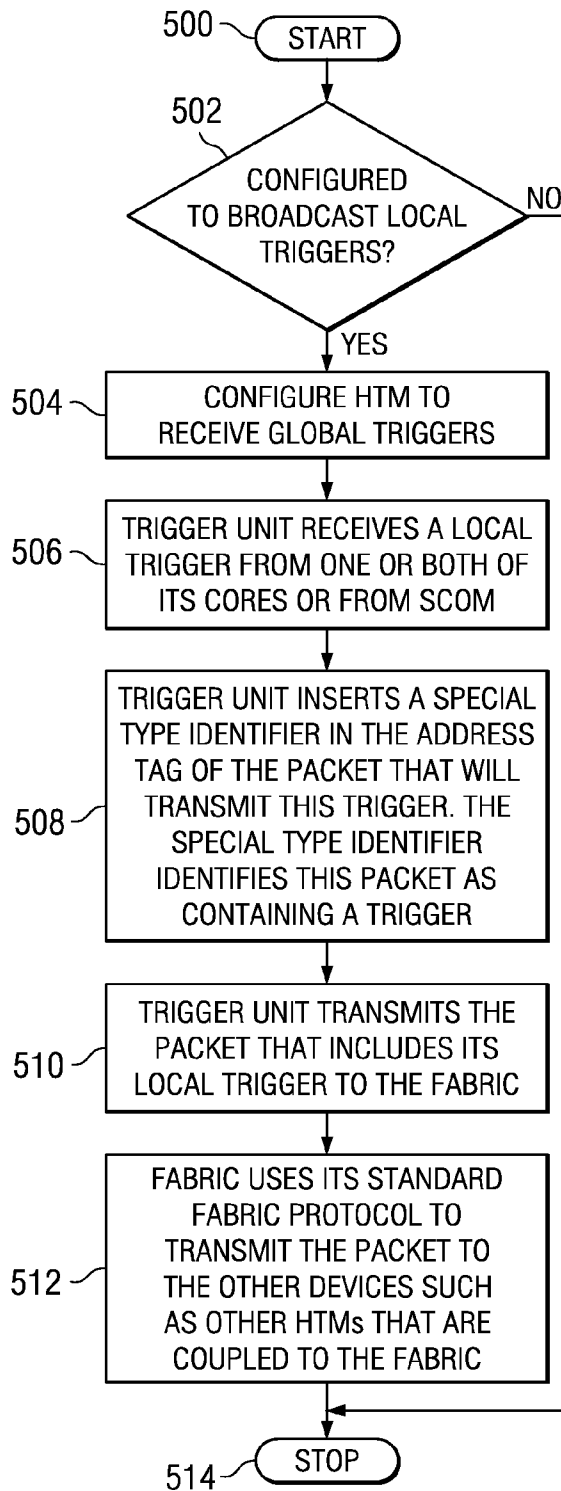 500
START
502
CONFIGURED
TO BROADCAST LOCAL
TRIGGERS?
NO
YES
504
CONFIGURE HTM TO
RECEIVE GLOBAL TRIGGERS
506
TRIGGER UNIT RECEIVES A LOCAL
TRIGGER FROM ONE OR BOTH OF
ITS CORES OR FROM SCOM
508
TRIGGER UNIT INSERTS A SPECIAL
TYPE IDENTIFIER IN THE ADDRESS
TAG OF THE PACKET THAT WILL
TRANSMIT THIS TRIGGER. THE
SPECIAL TYPE IDENTIFIER
IDENTIFIES THIS PACKET AS
CONTAINING A TRIGGER
510
TRIGGER UNIT TRANSMITS THE
PACKET THAT INCLUDES ITS
LOCAL TRIGGER TO THE FABRIC
512
FABRIC USES ITS STANDARD
FABRIC PROTOCOL TO
TRANSMIT THE PACKET TO
THE OTHER DEVICES SUCH
AS OTHER HTMs THAT ARE
COUPLED TO THE FABRIC
514
STOP